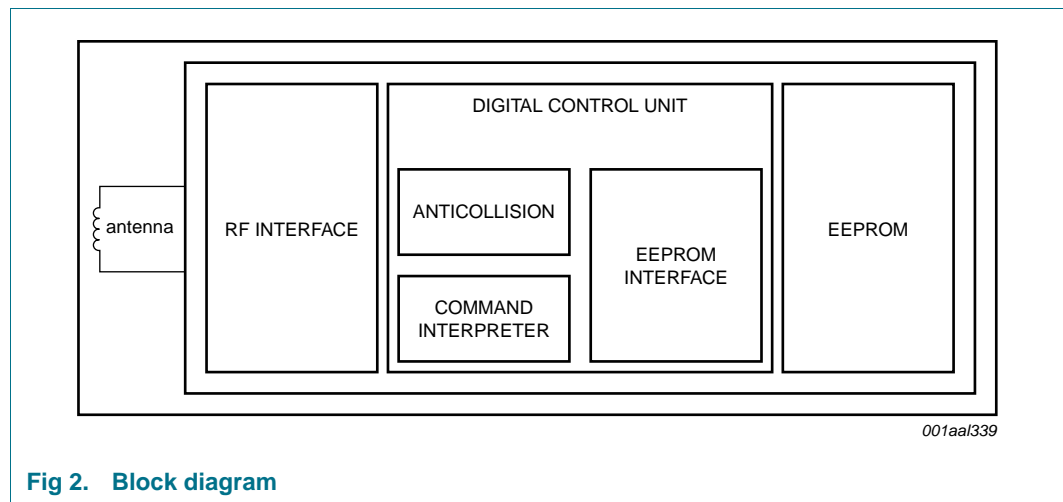 DIGITAL CONTROL UNIT
antenna
RF INTERFACE
ANTICOLLISION
COMMAND
INTERPRETER
EEPROM
INTERFACE
EEPROM
001aal339
Fig 2. Block diagram